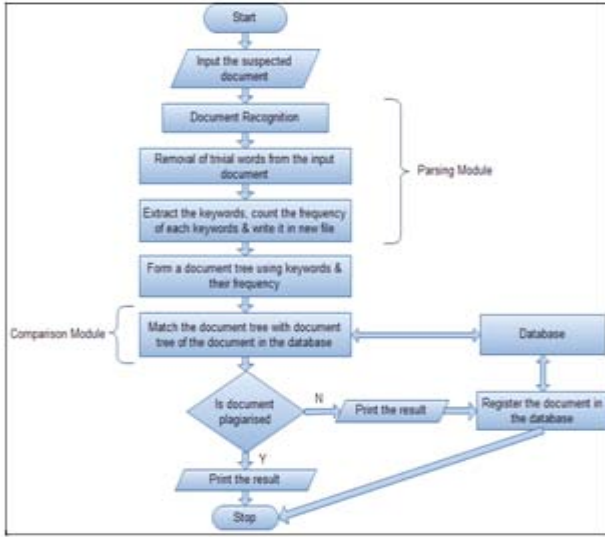 Start
Input the suspected
document
Document Recognition
Removal of trivial words from the input
document
Parsing Module
Extract the keywords, count the frequency
of each keywords & write it in new file
Form a document tree using keywords &
their frequency
Comparison Module
Match the document tree with document
tree of the document in the database
Database
Is document
plagiarised
N
Print the result
Register the document in
the database
Y
Print the result
Stop